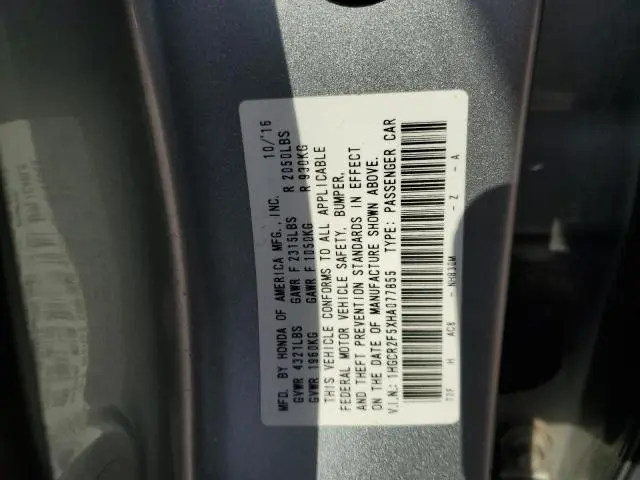 MFD. BY HONDA OF AMERICA MFG., INC. 10/'16
GVWR 4321LBS GAWR F 2315LBS R 2050LBS
GVWR 1960KG GAWR F 1050KG R 930KG
THIS VEHICLE CONFORMS TO ALL APPLICABLE
FEDERAL MOTOR VEHICLE SAFETY, BUMPER,
AND THEFT PREVENTION STANDARDS IN EFFECT
ON THE DATE OF MANUFACTURE SHOWN ABOVE.
V.I.N.: 1HGCR2F5XHA077855 TYPE: PASSENGER CAR
H AC8 - NH830M - Z - A